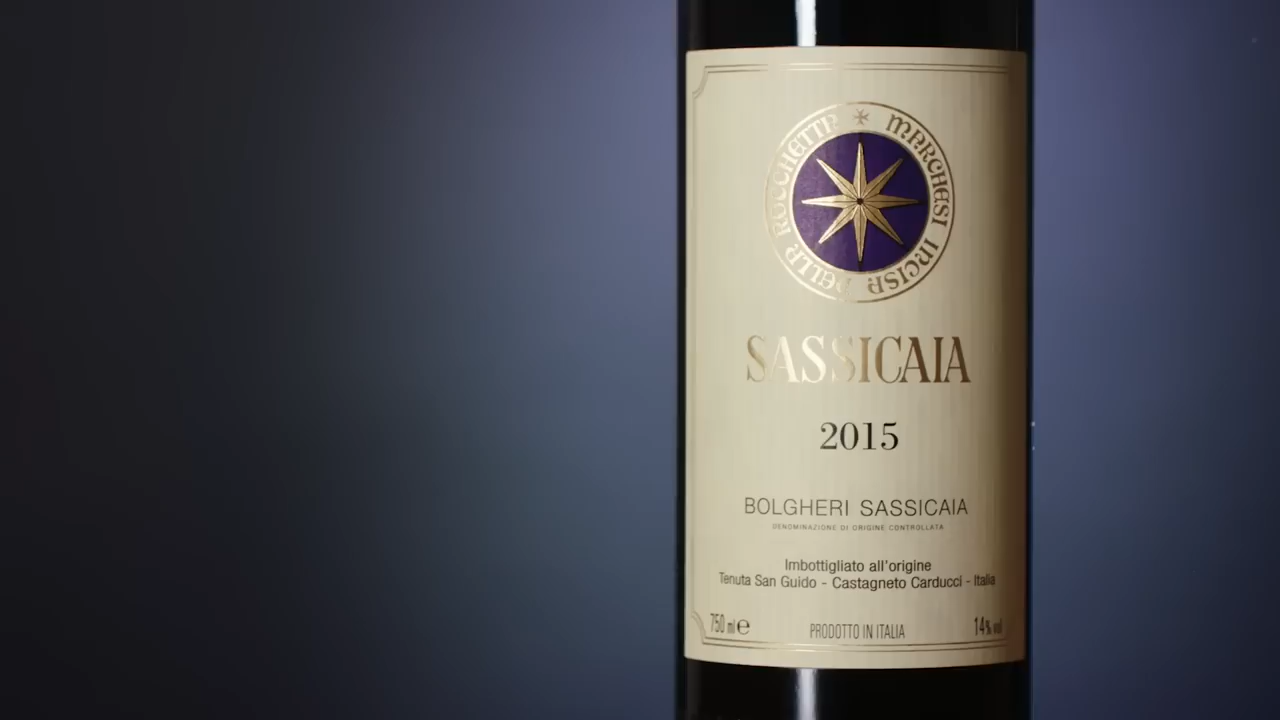 MARCHESI INCISA DELLA ROCCHETTA
SASSICAIA
2015
BOLGHERI SASSICAIA
DENOMINAZIONE DI ORIGINE CONTROLLATA
Imbottigliato all'origine
Tenuta San Guido - Castagneto Carducci - Italia
750 ml e PRODOTTO IN ITALIA 14% vol